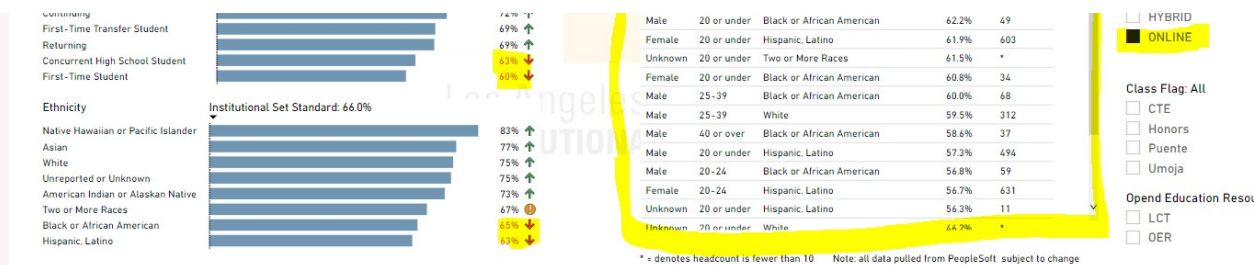 Continuing 72%
First-Time Transfer Student 69%
Returning 69%
Concurrent High School Student 63%
First-Time Student 60%
Ethnicity Institutional Set Standard: 66.0%
Native Hawaiian or Pacific Islander 83%
Asian 77%
White 75%
Unreported or Unknown 75%
American Indian or Alaskan Native 73%
Two or More Races 67%
Black or African American 65%
Hispanic, Latino 63%
Los Angeles
UTIONA
Male 20 or under Black or African American 62.2% 49
Female 20 or under Hispanic, Latino 61.9% 603
Unknown 20 or under Two or More Races 61.5% *
Female 20 or under Black or African American 60.8% 34
Male 25-39 Black or African American 60.0% 68
Male 25-39 White 59.5% 312
Male 40 or over Black or African American 58.6% 37
Male 20 or under Hispanic, Latino 57.3% 494
Male 20-24 Black or African American 56.8% 59
Female 20-24 Hispanic, Latino 56.7% 631
Unknown 20 or under Hispanic, Latino 56.3% 11
Unknown 20 or under White 46.2% *
* = denotes headcount is fewer than 10 Note: all data pulled from PeopleSoft subject to change
HYBRID
ONLINE
Class Flag: All
CTE
Honors
Puente
Umoja
Opend Education Resou
LCT
OER